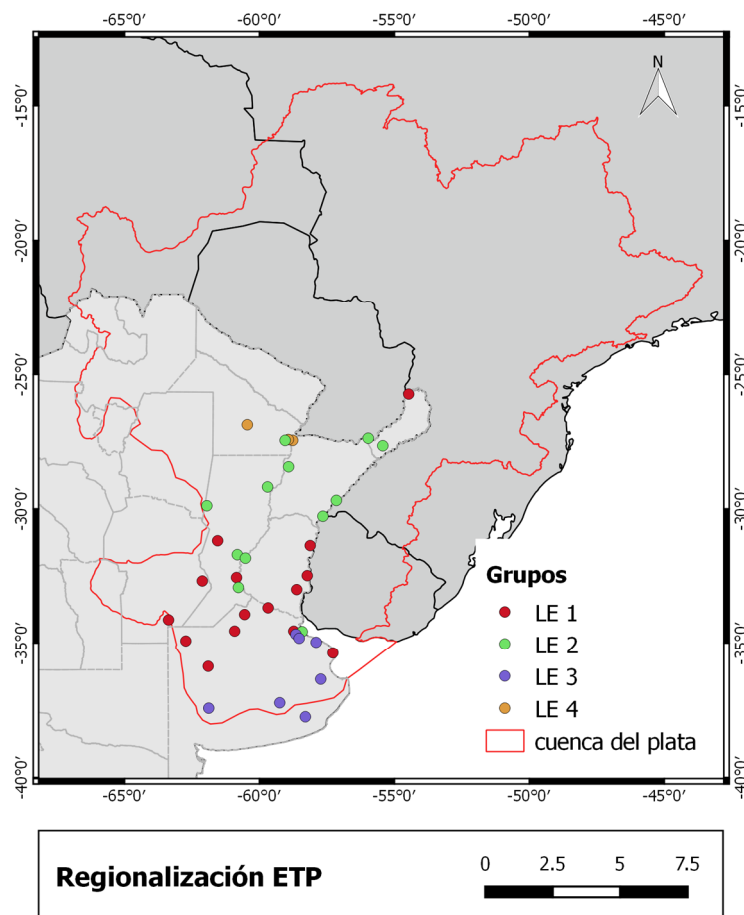 -65°0' -60°0' -55°0' -50°0' -45°0'
N
-15°0' -15°0'
-20°0' -20°0'
-25°0' -25°0'
-30°0' -30°0'
Grupos
LE 1
LE 2
-35°0' -35°0'
LE 3
LE 4
cuenca del plata
-40°0' -40°0'
-65°0' -60°0' -55°0' -50°0' -45°0'
Regionalización ETP
0 2.5 5 7.5